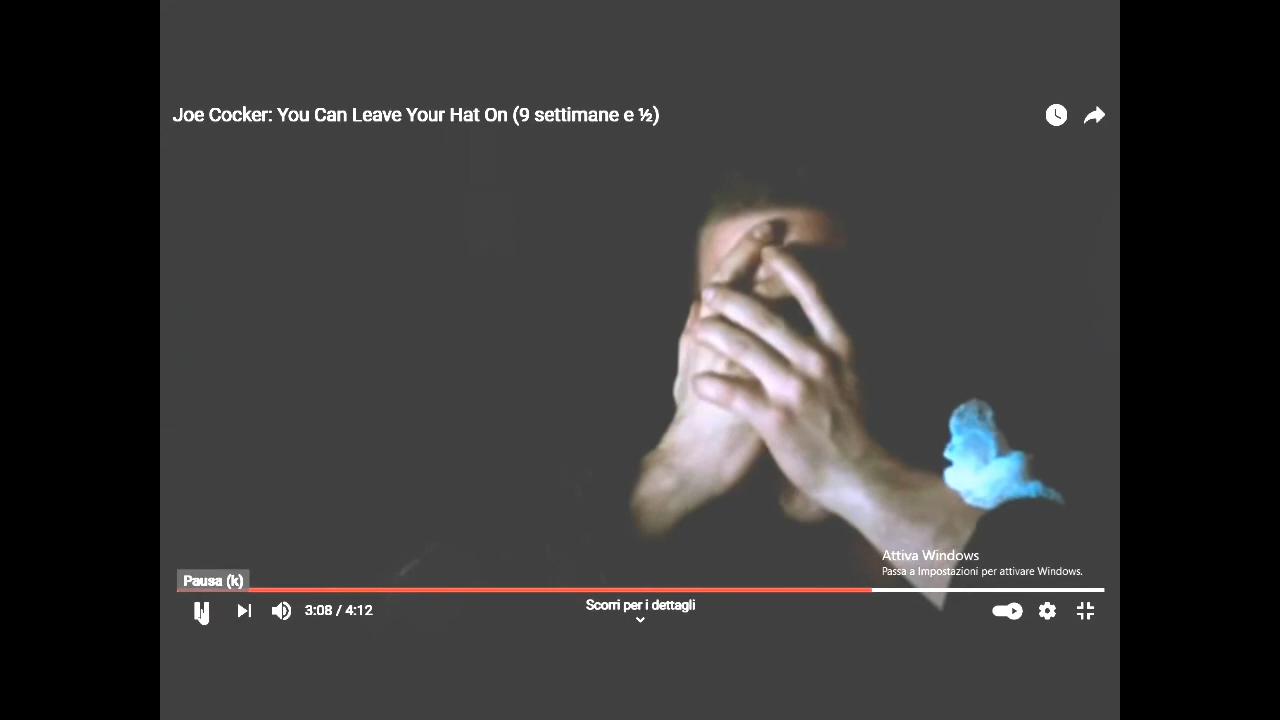 Joe Cocker: You Can Leave Your Hat On (9 settimane e ½)
Attiva Windows
Passa a Impostazioni per attivare Windows.
Pausa (k)
3:08 / 4:12
Scorri per i dettagli